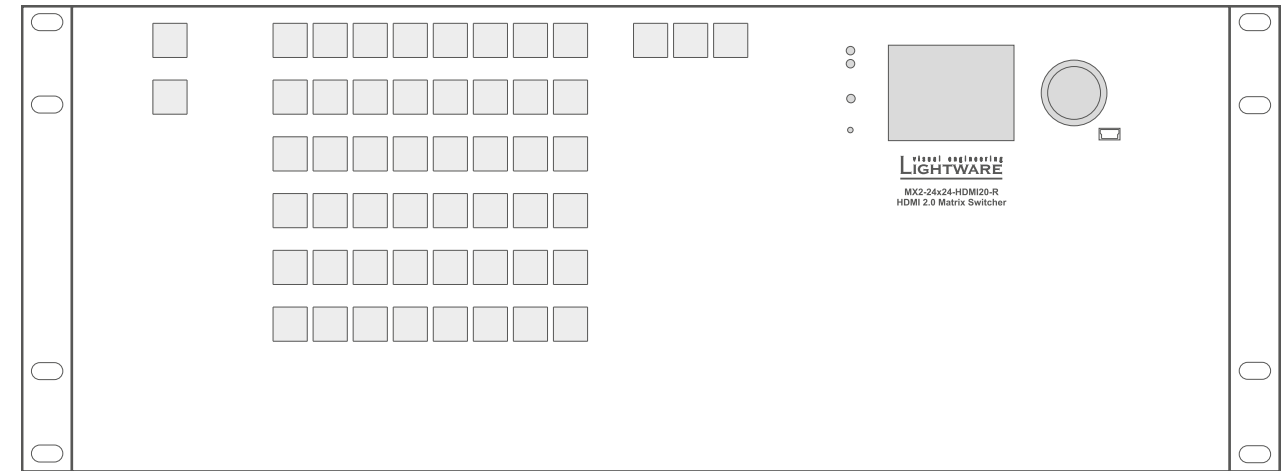 visual engineering
LIGHTWARE
MX2-24x24-HDMI20-R
HDMI 2.0 Matrix Switcher